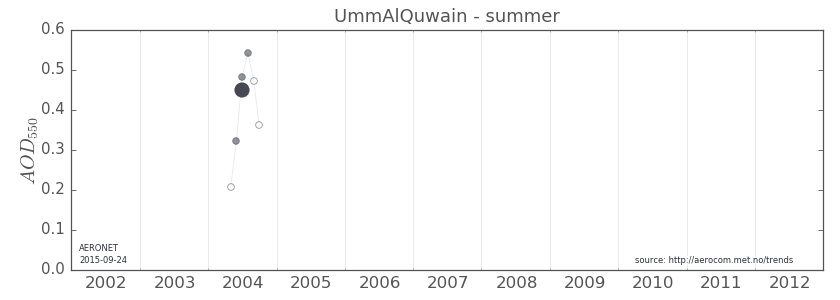 UmmAlQuwain - summer
0.6
0.5
0.4
0.3
0.2
0.1
0.0
AOD550
AERONET
2015-09-24
source: http://aerocom.met.no/trends
2002 2003 2004 2005 2006 2007 2008 2009 2010 2011 2012